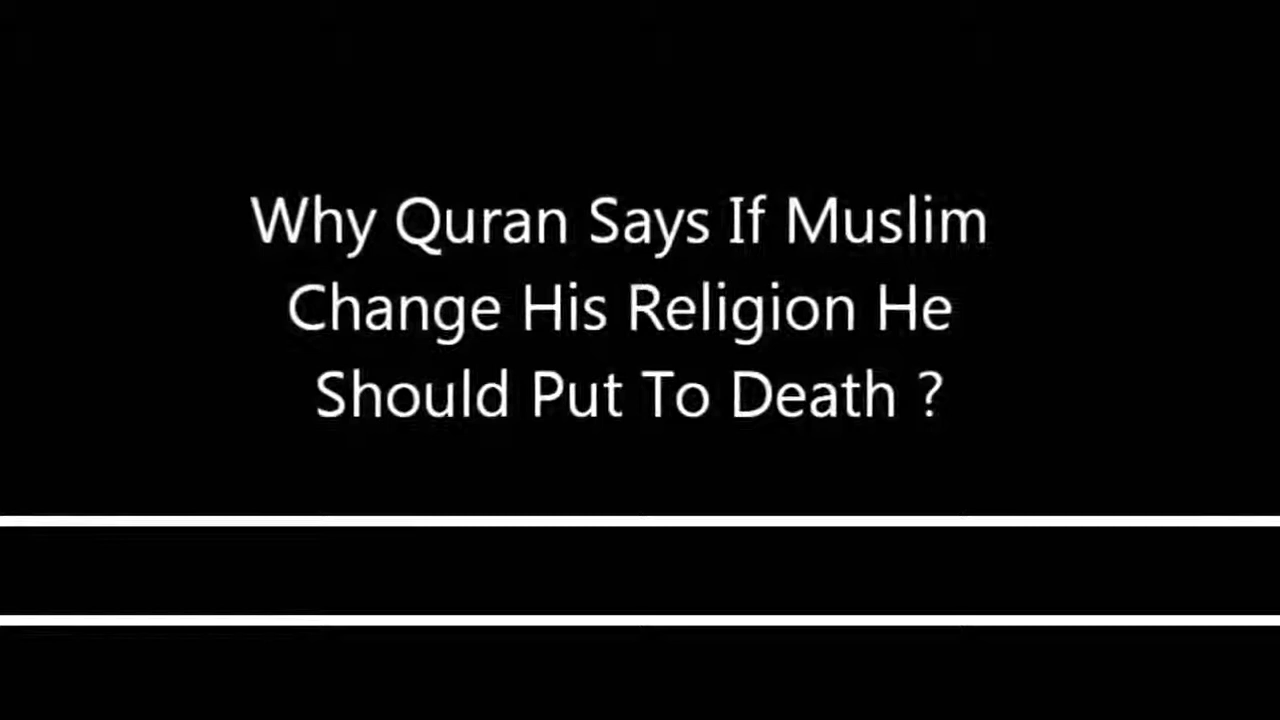 Why Quran Says If Muslim
Change His Religion He
Should Put To Death ?